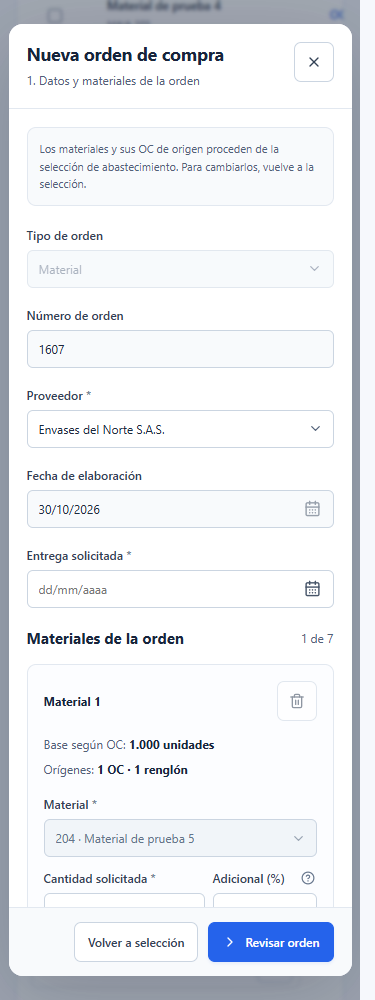 Material de prueba 4
Nueva orden de compra
1. Datos y materiales de la orden
Los materiales y sus OC de origen proceden de la
selección de abastecimiento. Para cambiarlos, vuelve a la
selección.
Tipo de orden
Material
Número de orden
1607
Proveedor *
Envases del Norte S.A.S.
Fecha de elaboración
30/10/2026
Entrega solicitada *
dd/mm/aaaa
Materiales de la orden 1 de 7
Material 1
Base según OC: 1.000 unidades
Orígenes: 1 OC · 1 renglón
Material *
204 · Material de prueba 5
Cantidad solicitada * Adicional (%) ?
Volver a selección Revisar orden